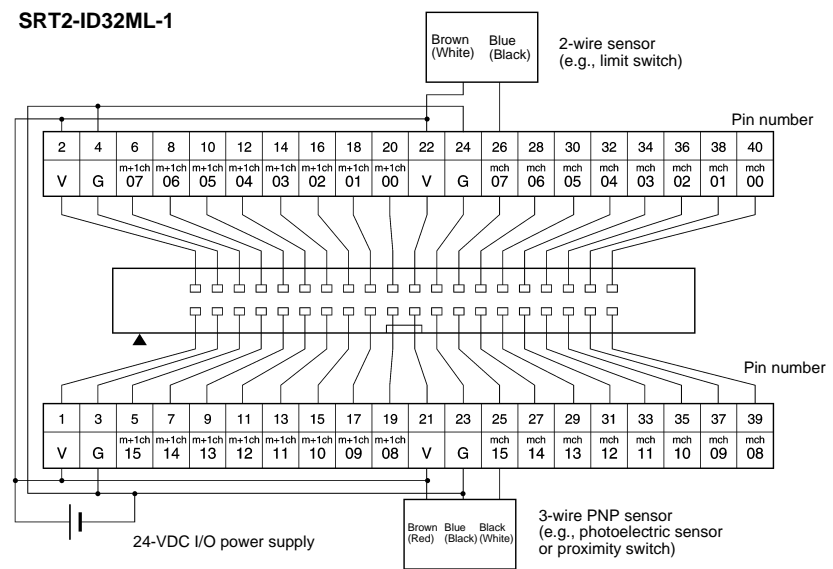 SRT2-ID32ML-1
Brown Blue
(White) (Black)
2-wire sensor
(e.g., limit switch)
Pin number
2 4 6 8 10 12 14 16 18 20 22 24 26 28 30 32 34 36 38 40
m+1ch m+1ch m+1ch m+1ch m+1ch m+1ch m+1ch m+1ch mch mch mch mch mch mch mch mch
V G 07 06 05 04 03 02 01 00 V G 07 06 05 04 03 02 01 00
Pin number
1 3 5 7 9 11 13 15 17 19 21 23 25 27 29 31 33 35 37 39
m+1ch m+1ch m+1ch m+1ch m+1ch m+1ch m+1ch m+1ch mch mch mch mch mch mch mch mch
V G 15 14 13 12 11 10 09 08 V G 15 14 13 12 11 10 09 08
24-VDC I/O power supply
Brown Blue Black
(Red) (Black) (White)
3-wire PNP sensor
(e.g., photoelectric sensor
or proximity switch)